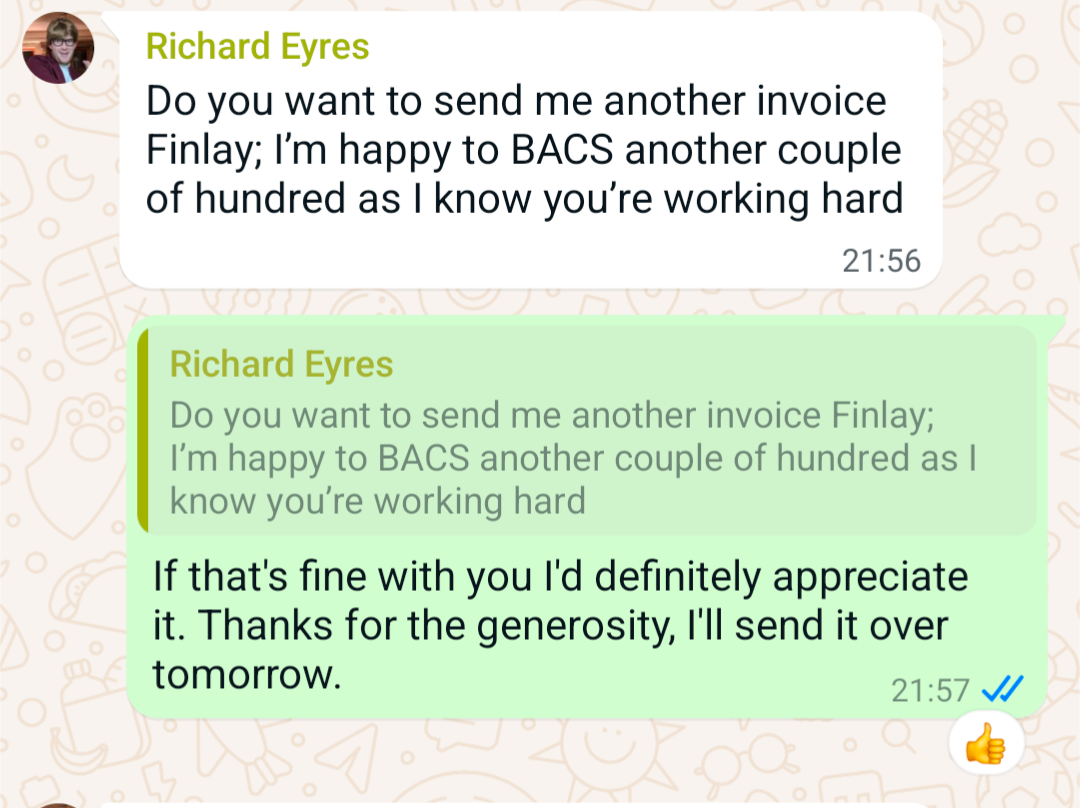 Richard Eyres
Do you want to send me another invoice
Finlay; I’m happy to BACS another couple
of hundred as I know you’re working hard
21:56
Richard Eyres
Do you want to send me another invoice Finlay;
I’m happy to BACS another couple of hundred as I
know you’re working hard
If that's fine with you I'd definitely appreciate
it. Thanks for the generosity, I'll send it over
tomorrow.
21:57